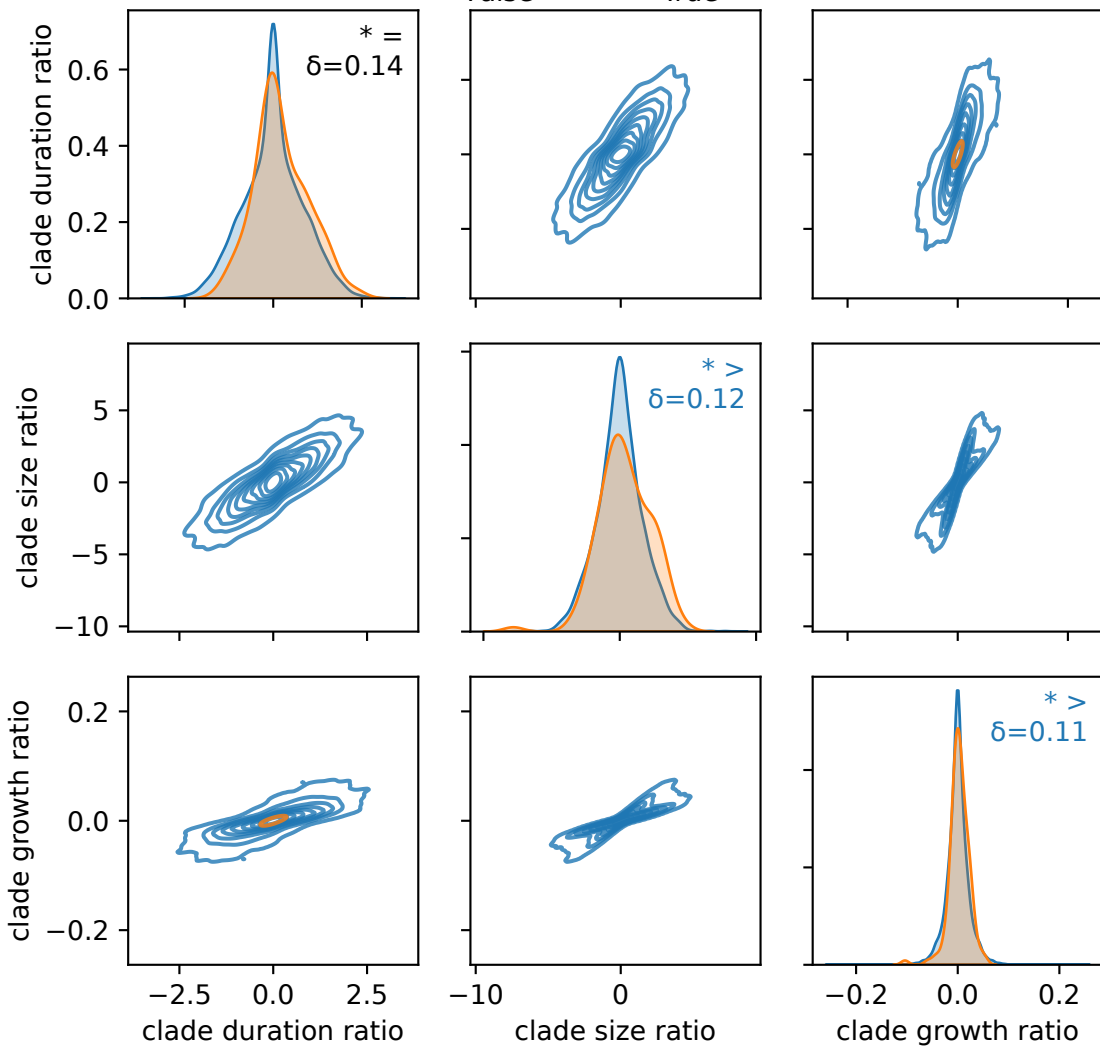 clade duration ratio
0.6
0.4
0.2
0.0
* =
δ=0.14
clade size ratio
5
0
−5
−10
* >
δ=0.12
clade growth ratio
0.2
0.0
−0.2
* >
δ=0.11
−2.5 0.0 2.5
−10 0
−0.2 0.0 0.2
clade duration ratio
clade size ratio
clade growth ratio